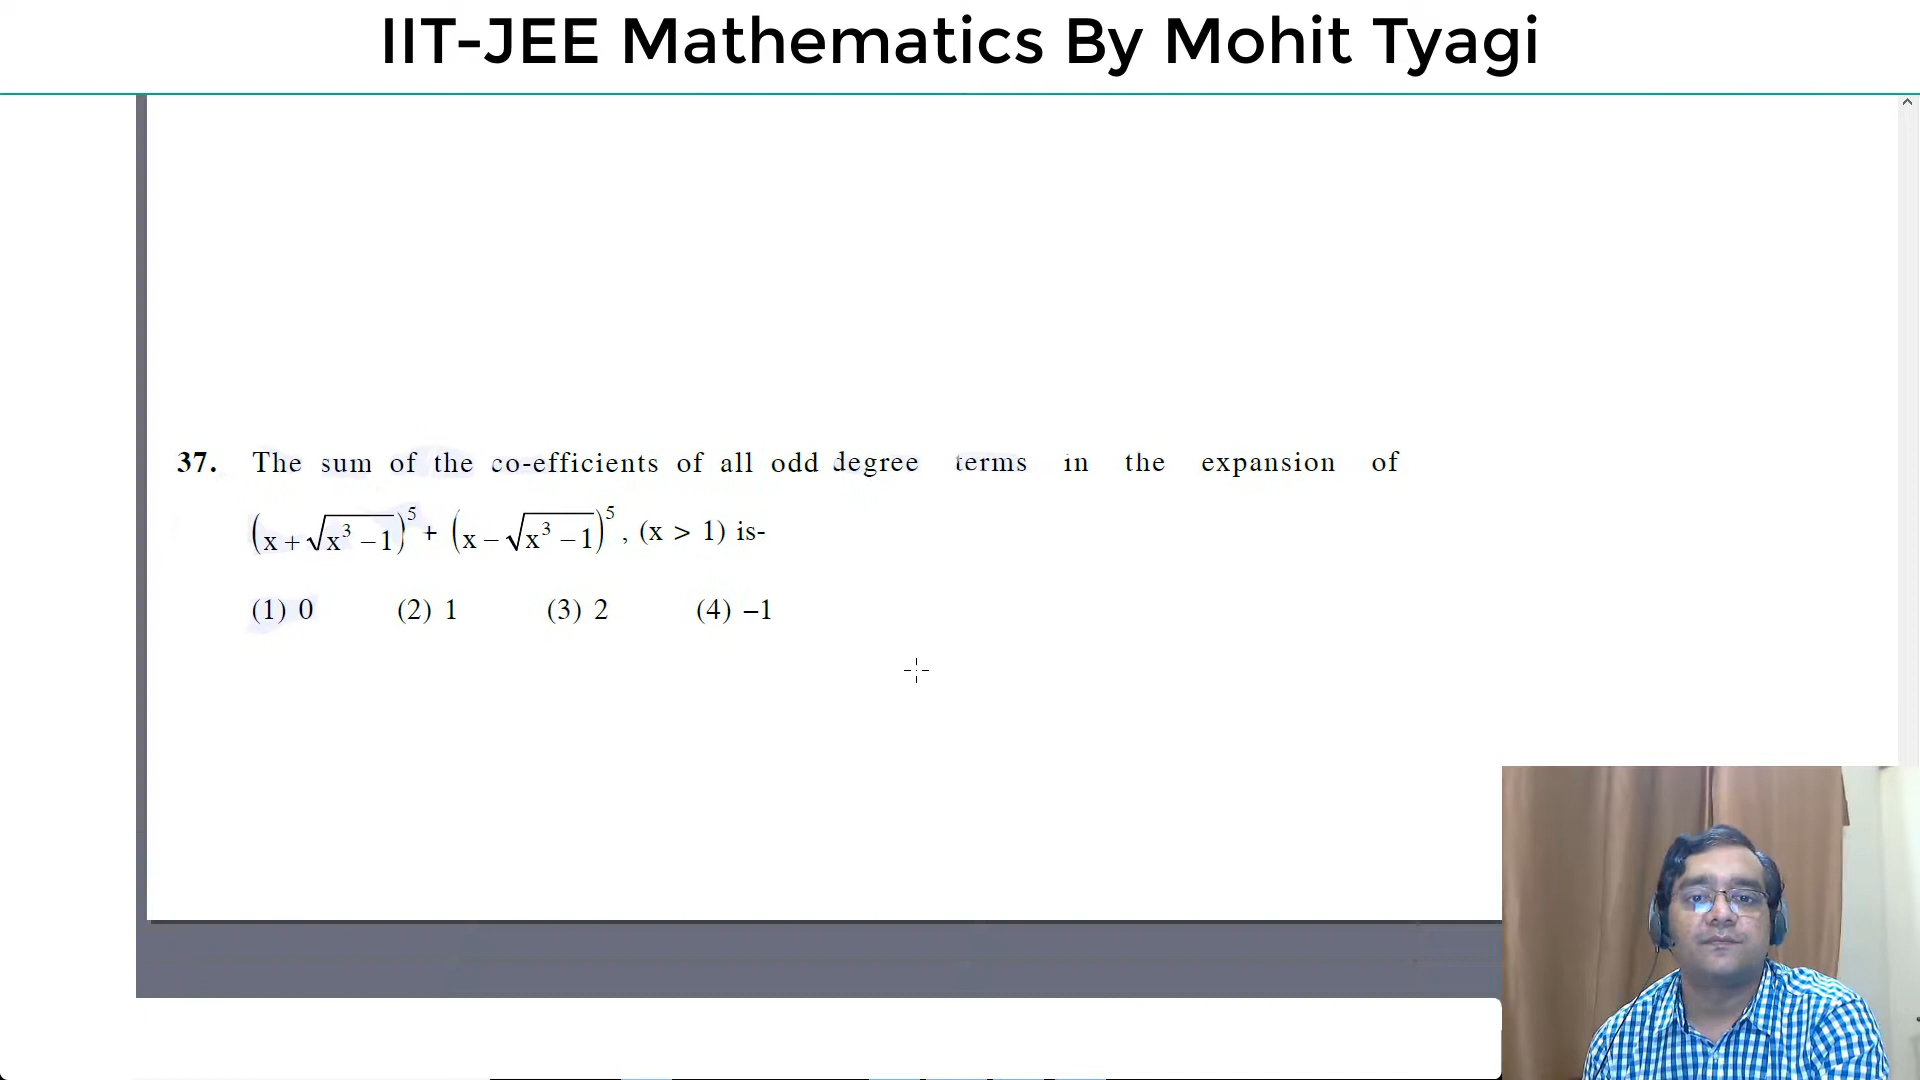 IIT-JEE Mathematics By Mohit Tyagi
37. The sum of the co-efficients of all odd degree terms in the expansion of
(x + √(x³ – 1))⁵ + (x – √(x³ – 1))⁵ , (x > 1) is-
(1) 0 (2) 1 (3) 2 (4) –1